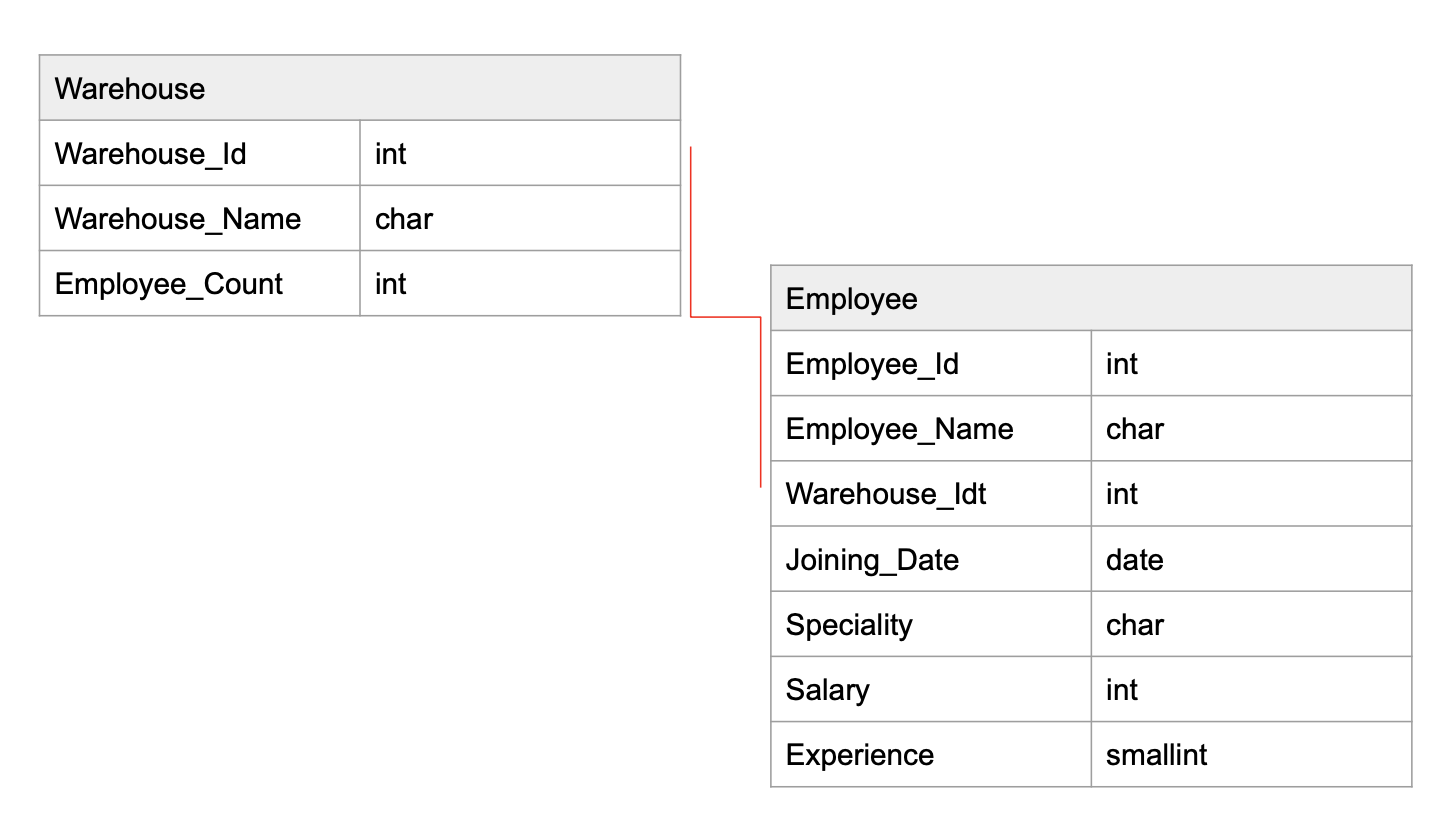 Warehouse
Warehouse_Id int
Warehouse_Name char
Employee_Count int
Employee
Employee_Id int
Employee_Name char
Warehouse_Idt int
Joining_Date date
Speciality char
Salary int
Experience smallint